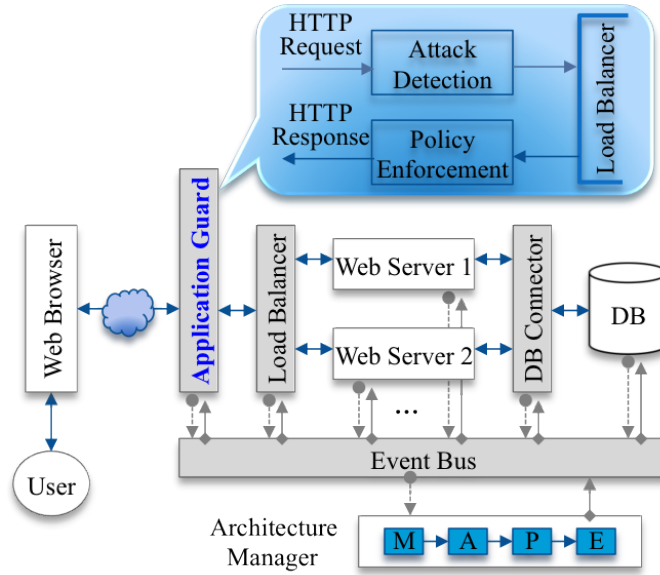 HTTP
Request
Attack
Detection
HTTP
Response
Policy
Enforcement
Load Balancer
Web Browser
Application Guard
Load Balancer
Web Server 1
Web Server 2
...
DB Connector
DB
User
Event Bus
Architecture
Manager
M
A
P
E